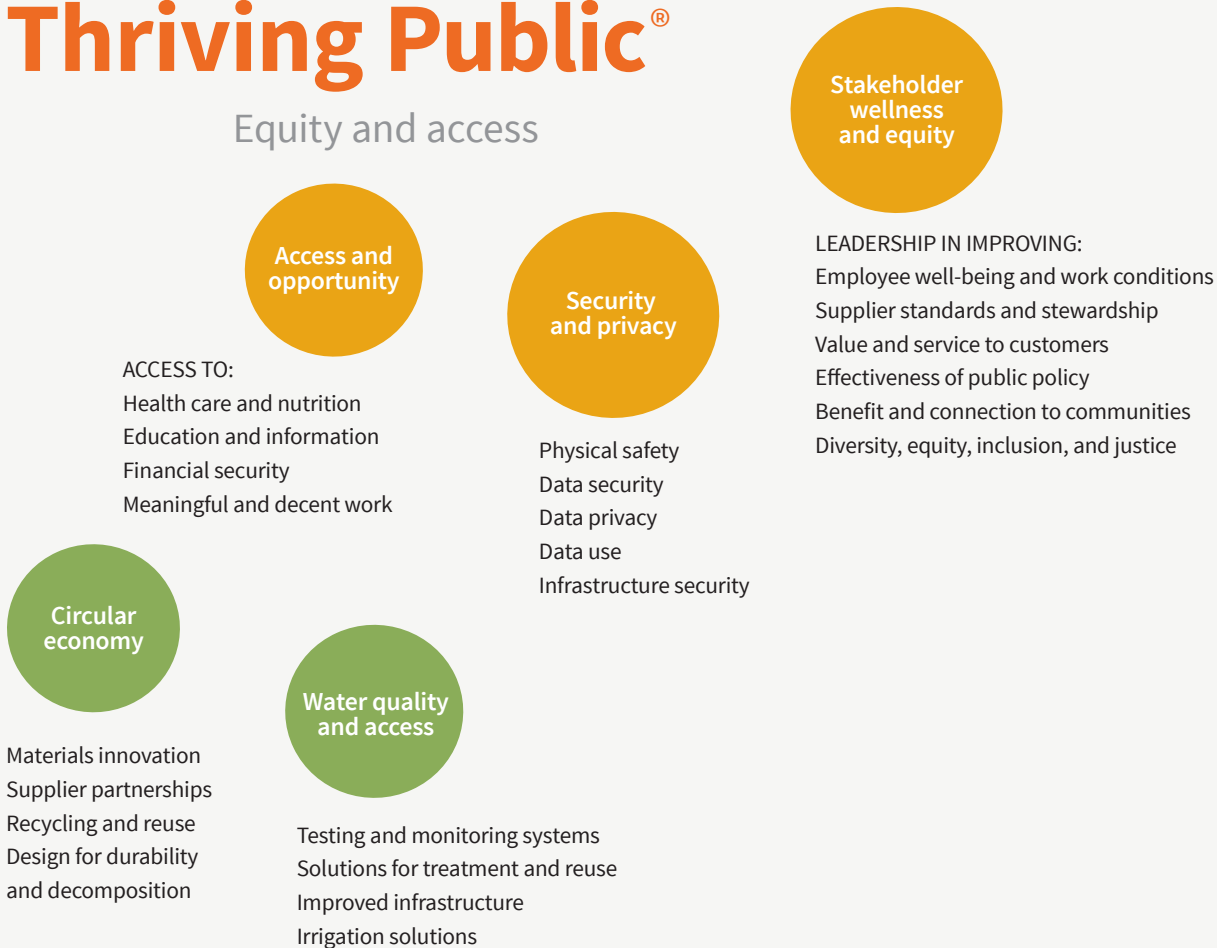 Thriving Public®
Equity and access
Access and
opportunity
ACCESS TO:
Health care and nutrition
Education and information
Financial security
Meaningful and decent work
Security
and privacy
Physical safety
Data security
Data privacy
Data use
Infrastructure security
Stakeholder
wellness
and equity
LEADERSHIP IN IMPROVING:
Employee well-being and work conditions
Supplier standards and stewardship
Value and service to customers
Effectiveness of public policy
Benefit and connection to communities
Diversity, equity, inclusion, and justice
Circular
economy
Materials innovation
Supplier partnerships
Recycling and reuse
Design for durability
and decomposition
Water quality
and access
Testing and monitoring systems
Solutions for treatment and reuse
Improved infrastructure
Irrigation solutions